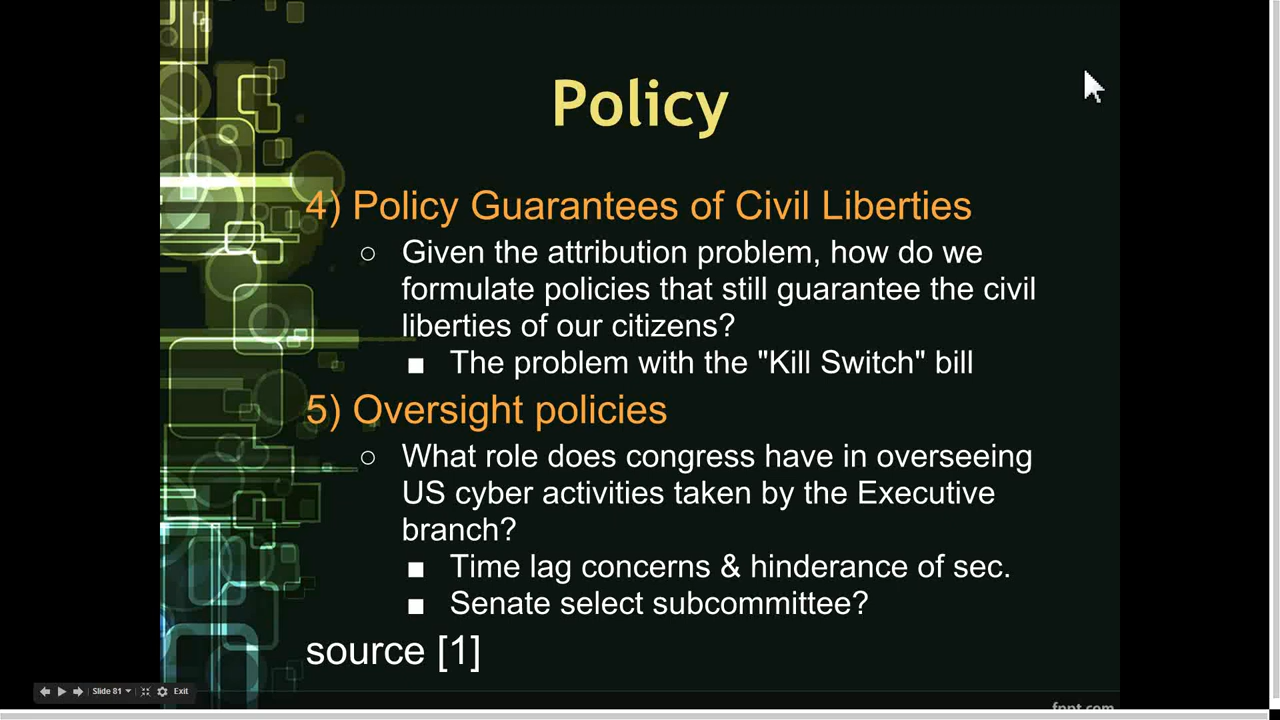 Policy
4) Policy Guarantees of Civil Liberties
○ Given the attribution problem, how do we
formulate policies that still guarantee the civil
liberties of our citizens?
■ The problem with the "Kill Switch" bill
5) Oversight policies
○ What role does congress have in overseeing
US cyber activities taken by the Executive
branch?
■ Time lag concerns & hinderance of sec.
■ Senate select subcommittee?
source [1]
Slide 81 Exit
fppt.com